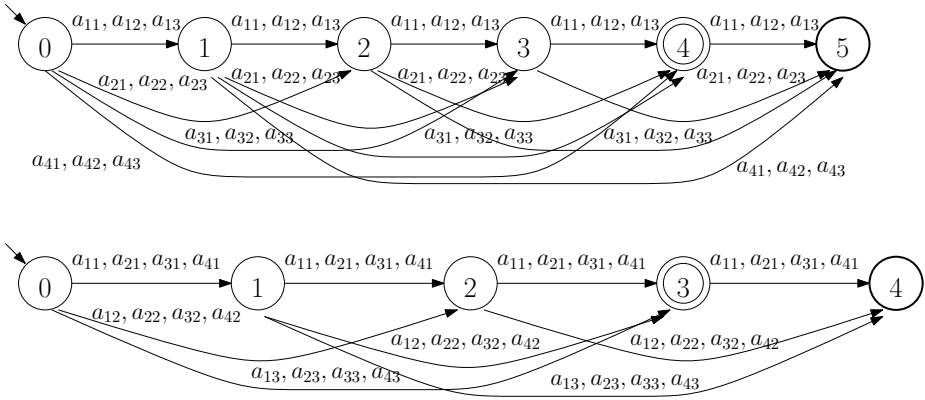 a11, a12, a13 a11, a12, a13 a11, a12, a13 a11, a12, a13 a11, a12, a13
0 1 2 3 4 5
a21, a22, a23 a21, a22, a23 a21, a22, a23 a21, a22, a23
a31, a32, a33 a31, a32, a33 a31, a32, a33
a41, a42, a43 a41, a42, a43
a11, a21, a31, a41 a11, a21, a31, a41 a11, a21, a31, a41 a11, a21, a31, a41
0 1 2 3 4
a12, a22, a32, a42 a12, a22, a32, a42 a12, a22, a32, a42
a13, a23, a33, a43 a13, a23, a33, a43